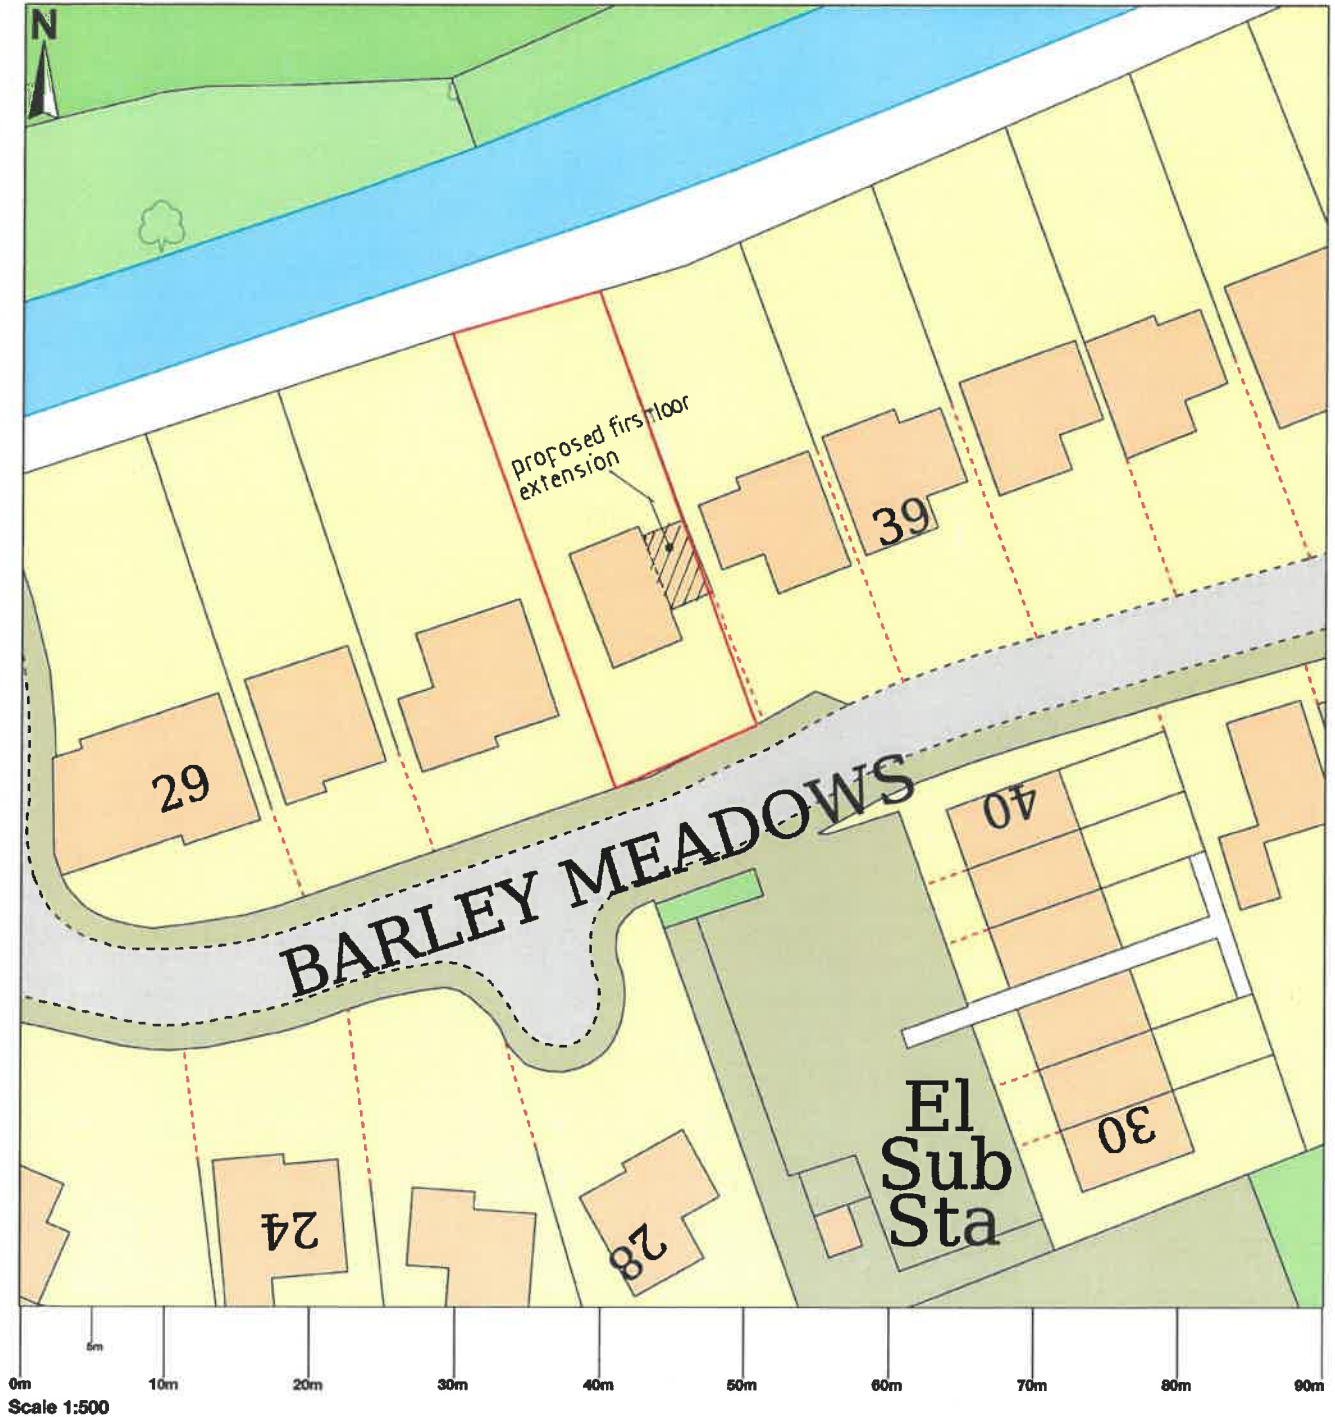 N
proposed first floor
extension
39
29
BARLEY MEADOWS
40
El
Sub
Sta
30
24
28
5m
0m 10m 20m 30m 40m 50m 60m 70m 80m 90m
Scale 1:500